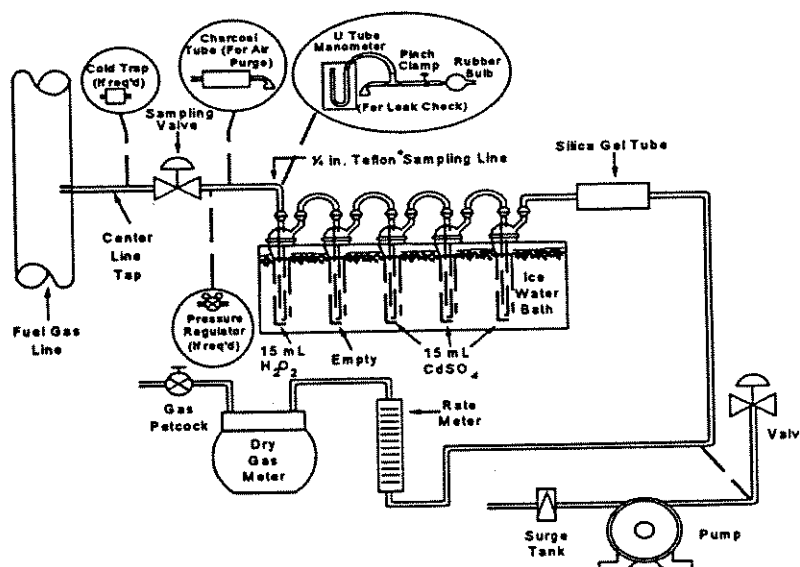 Cold Trap
(If req'd)
Charcoal
Tube (For Air
Purge)
U Tube
Manometer
Pinch
Clamp
Rubber
Bulb
(For Leak Check)
Sampling
Valve
¼ in. Teflon* Sampling Line
Silica Gel Tube
Center
Line
Tap
Fuel Gas
Line
Pressure
Regulator
(If req'd)
Ice
Water
Bath
15 mL
H₂O₂
Empty
15 mL
CdSO₄
Gas
Petcock
Dry
Gas
Meter
Rate
Meter
Valv
Surge
Tank
Pump